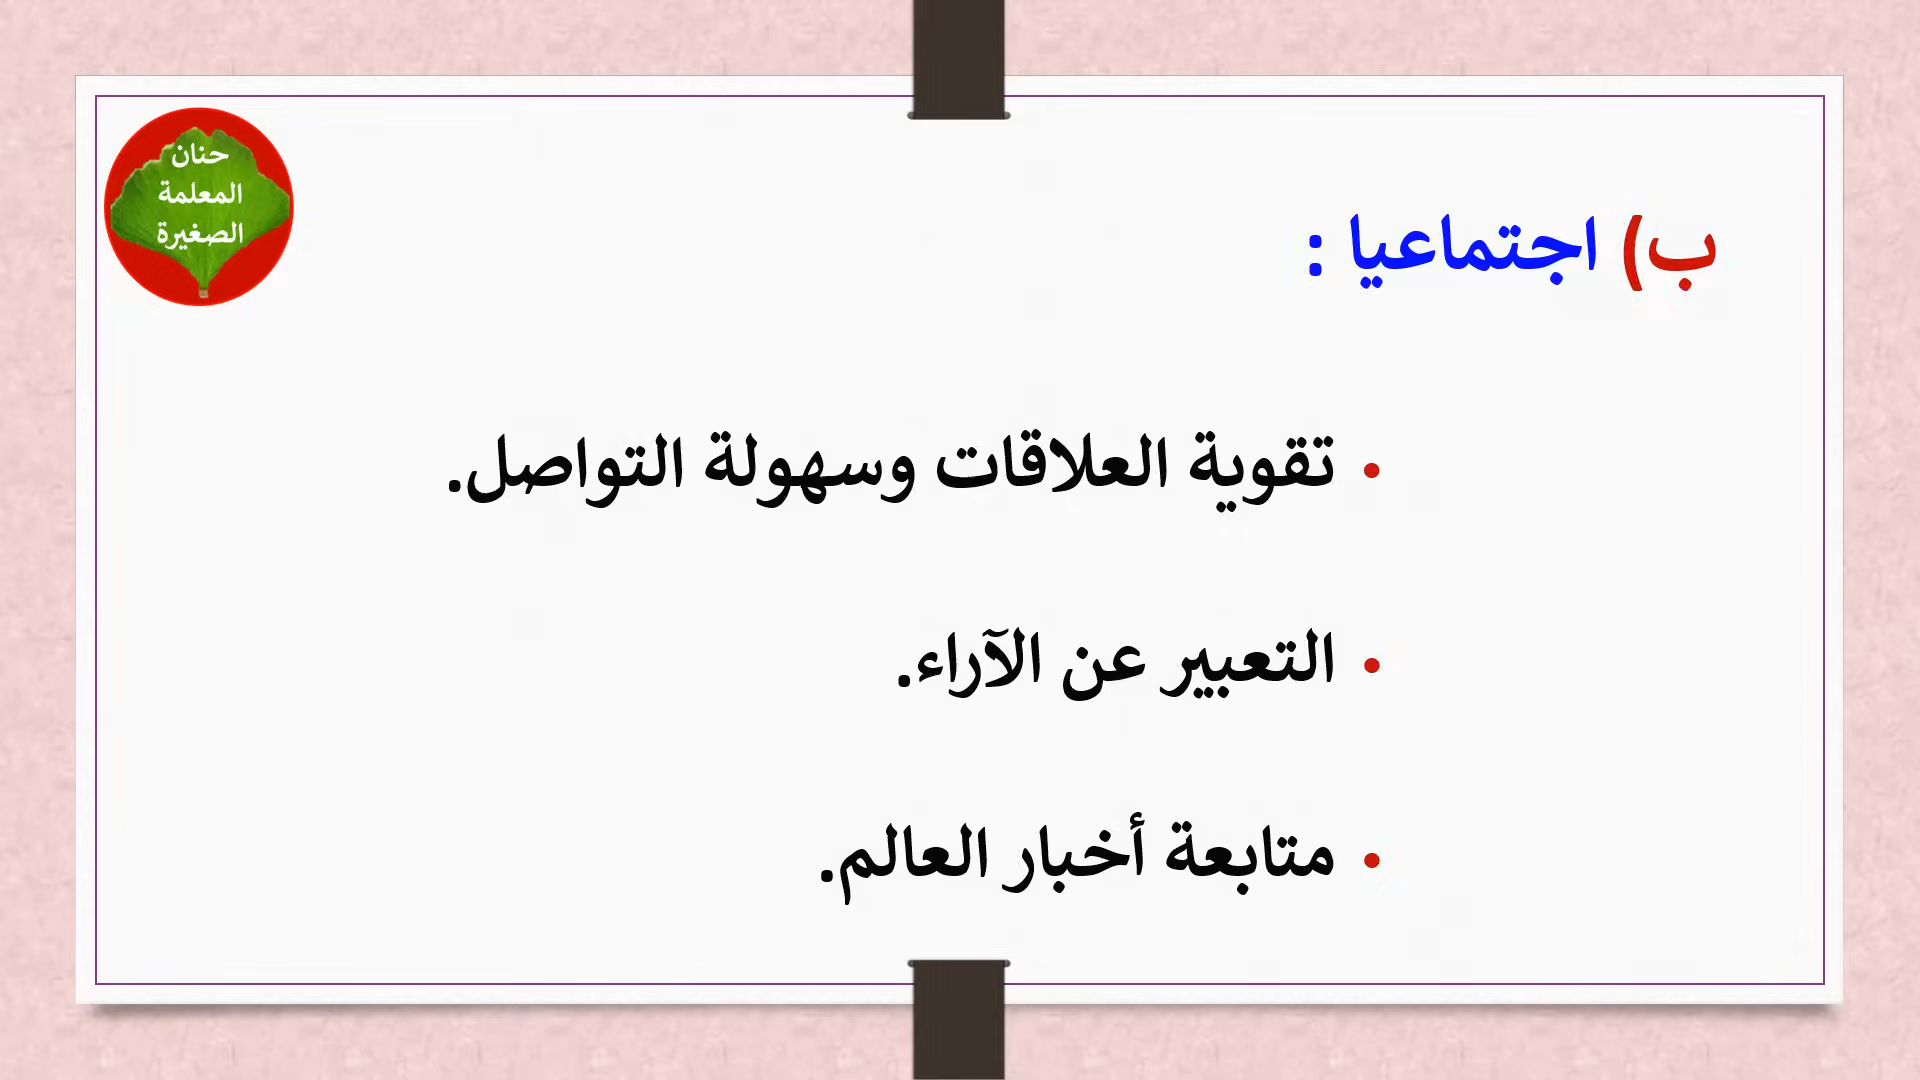 حنان
المعلمة
الصغيرة
ب) اجتماعيا :
• تقوية العلاقات وسهولة التواصل.
• التعبير عن الآراء.
• متابعة أخبار العالم.